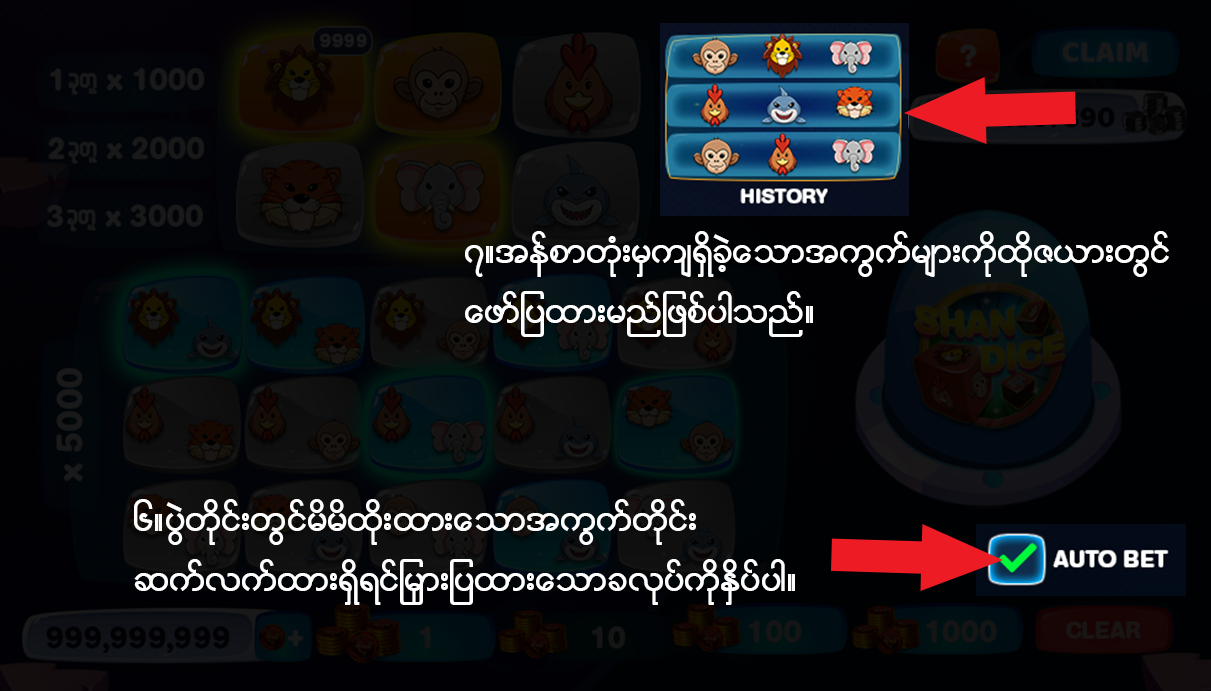 9999
1ခုတူ x 1000
2ခုတူ x 2000
3ခုတူ x 3000
?
CLAIM
HISTORY
၇။အန်စာတုံးမှကျရှိခဲ့သောအကွက်များကိုထိုဇယားတွင်
ဖော်ပြထားမည်ဖြစ်ပါသည်။
SHAN
DICE
x 5000
၆။ပွဲတိုင်းတွင်မိမိထိုးထားသောအကွက်တိုင်း
ဆက်လက်ထားရှိရင်မြှားပြထားသောခလုပ်ကိုနှိပ်ပါ။
AUTO BET
999,999,999
+
1
10
100
1000
CLEAR